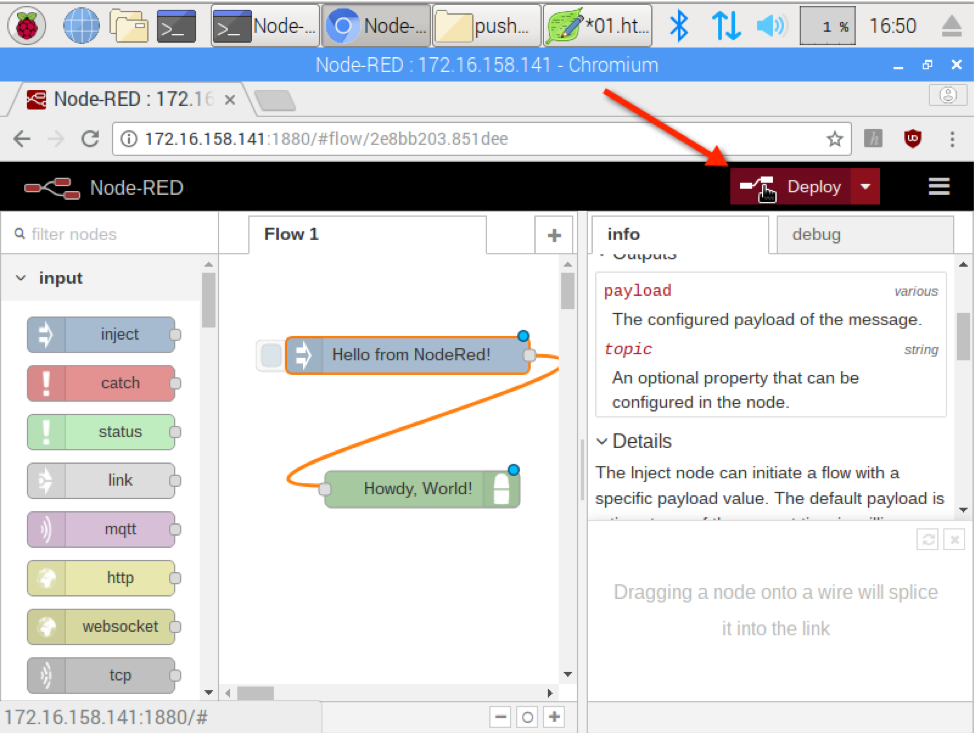 Node-...
Node-...
push...
*01.ht...
1 %
16:50
Node-RED : 172.16.158.141 - Chromium
Node-RED : 172.16
172.16.158.141:1880/#flow/2e8bb203.851dee
Node-RED
Deploy
filter nodes
Flow 1
info
debug
input
Outputs
payload various
The configured payload of the message.
topic string
An optional property that can be
configured in the node.
Details
The Inject node can initiate a flow with a
specific payload value. The default payload is
inject
catch
status
link
mqtt
http
websocket
tcp
Hello from NodeRed!
Howdy, World!
Dragging a node onto a wire will splice
it into the link
172.16.158.141:1880/#